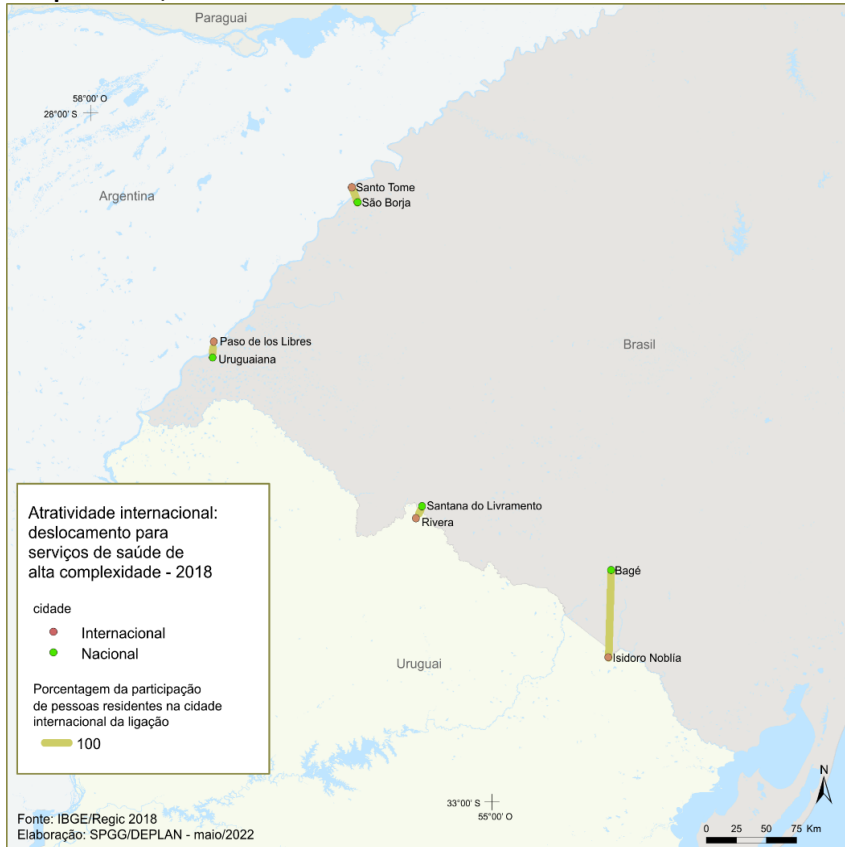 Paraguai
58°00' O
28°00' S
Argentina
Santo Tome
São Borja
Paso de los Libres
Uruguaiana
Brasil
Santana do Livramento
Rivera
Bagé
Isidoro Noblía
Uruguai
Atratividade internacional:
deslocamento para
serviços de saúde de
alta complexidade - 2018
cidade
Internacional
Nacional
Porcentagem da participação
de pessoas residentes na cidade
internacional da ligação
100
33°00' S
55°00' O
N
0 25 50 75 Km
Fonte: IBGE/Regic 2018
Elaboração: SPGG/DEPLAN - maio/2022